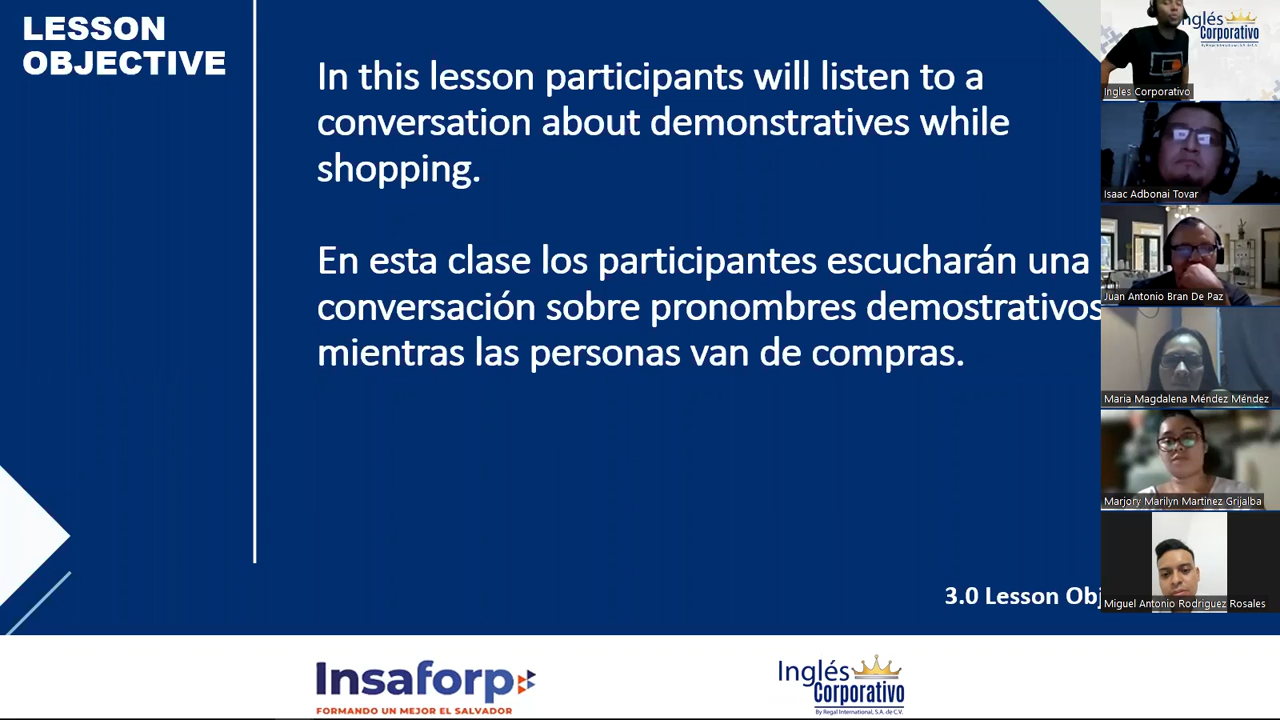 LESSON
OBJECTIVE
In this lesson participants will listen to a
conversation about demonstratives while
shopping.
En esta clase los participantes escucharán una
conversación sobre pronombres demostrativos
mientras las personas van de compras.
3.0 Lesson Obj
Insaforp
FORMANDO UN MEJOR EL SALVADOR
Inglés
Corporativo
By Regal International, S.A. de C.V.
Inglés
Corporativo
Ingles Corporativo
Isaac Adbonai Tovar
Juan Antonio Bran De Paz
María Magdalena Méndez Méndez
Marjory Marilyn Martinez Grijalba
Miguel Antonio Rodriguez Rosales